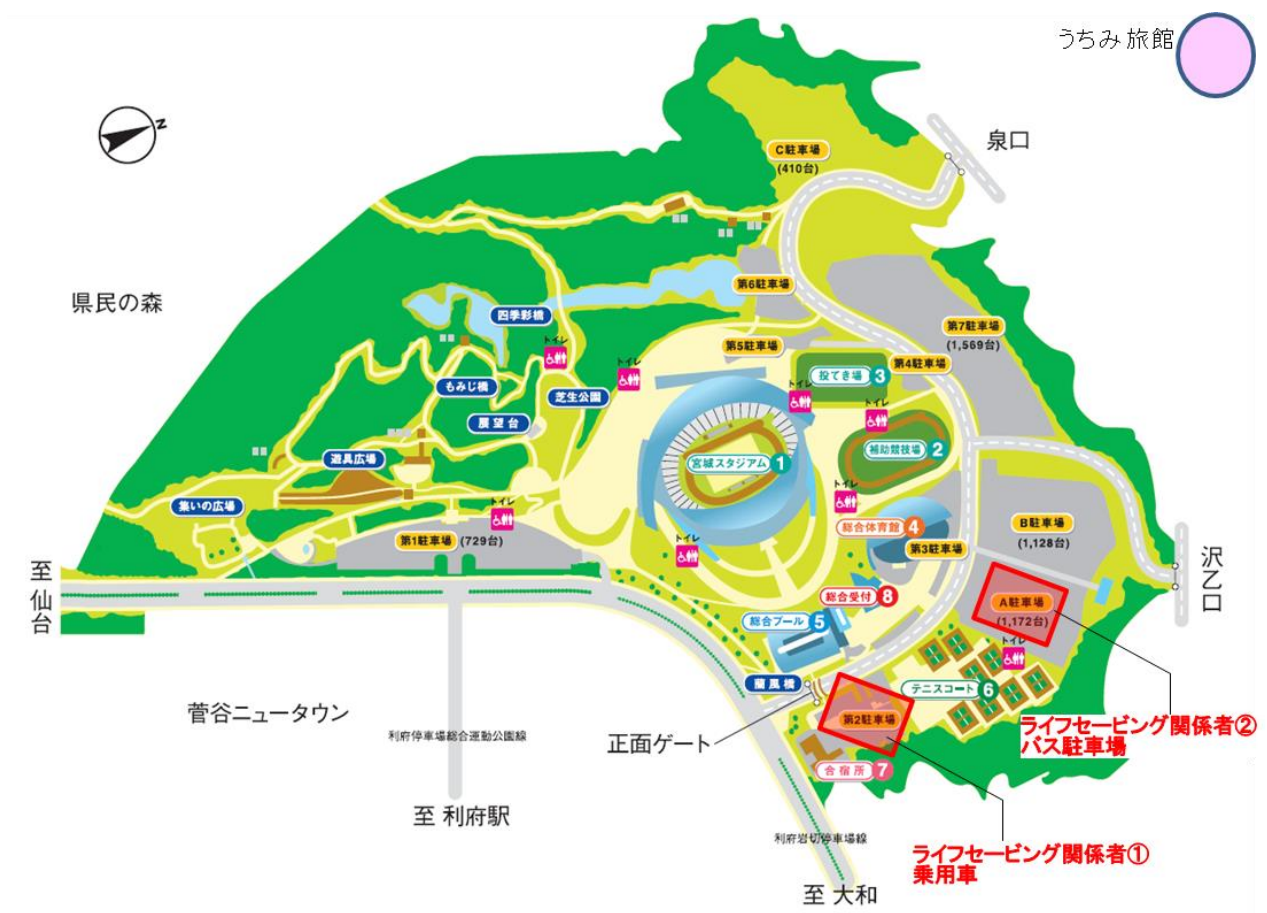 うちみ旅館
泉口
N
C駐車場
(410台)
県民の森
第6駐車場
四季彩橋
第7駐車場
(1,569台)
トイレ
第5駐車場
トイレ
第4駐車場
もみじ橋
芝生公園
トイレ
投てき場 3
トイレ
展望台
遊具広場
宮城スタジアム 1
補助競技場 2
集いの広場
トイレ
トイレ
総合体育館 4
B駐車場
(1,128台)
第1駐車場 (729台)
トイレ
第3駐車場
沢乙口
至仙台
総合受付 8
A駐車場
(1,172台)
総合プール 5
トイレ
蘭風橋
テニスコート 6
菅谷ニュータウン
利府停車場総合運動公園線
正面ゲート
第2駐車場
ライフセービング関係者②
バス駐車場
合宿所 7
至 利府駅
利府岩切停車場線
ライフセービング関係者①
乗用車
至 大和